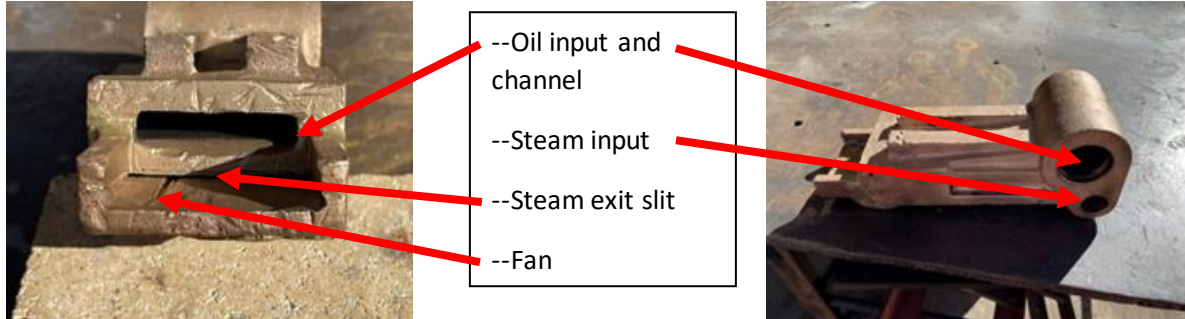 --Oil input and
channel
--Steam input
--Steam exit slit
--Fan